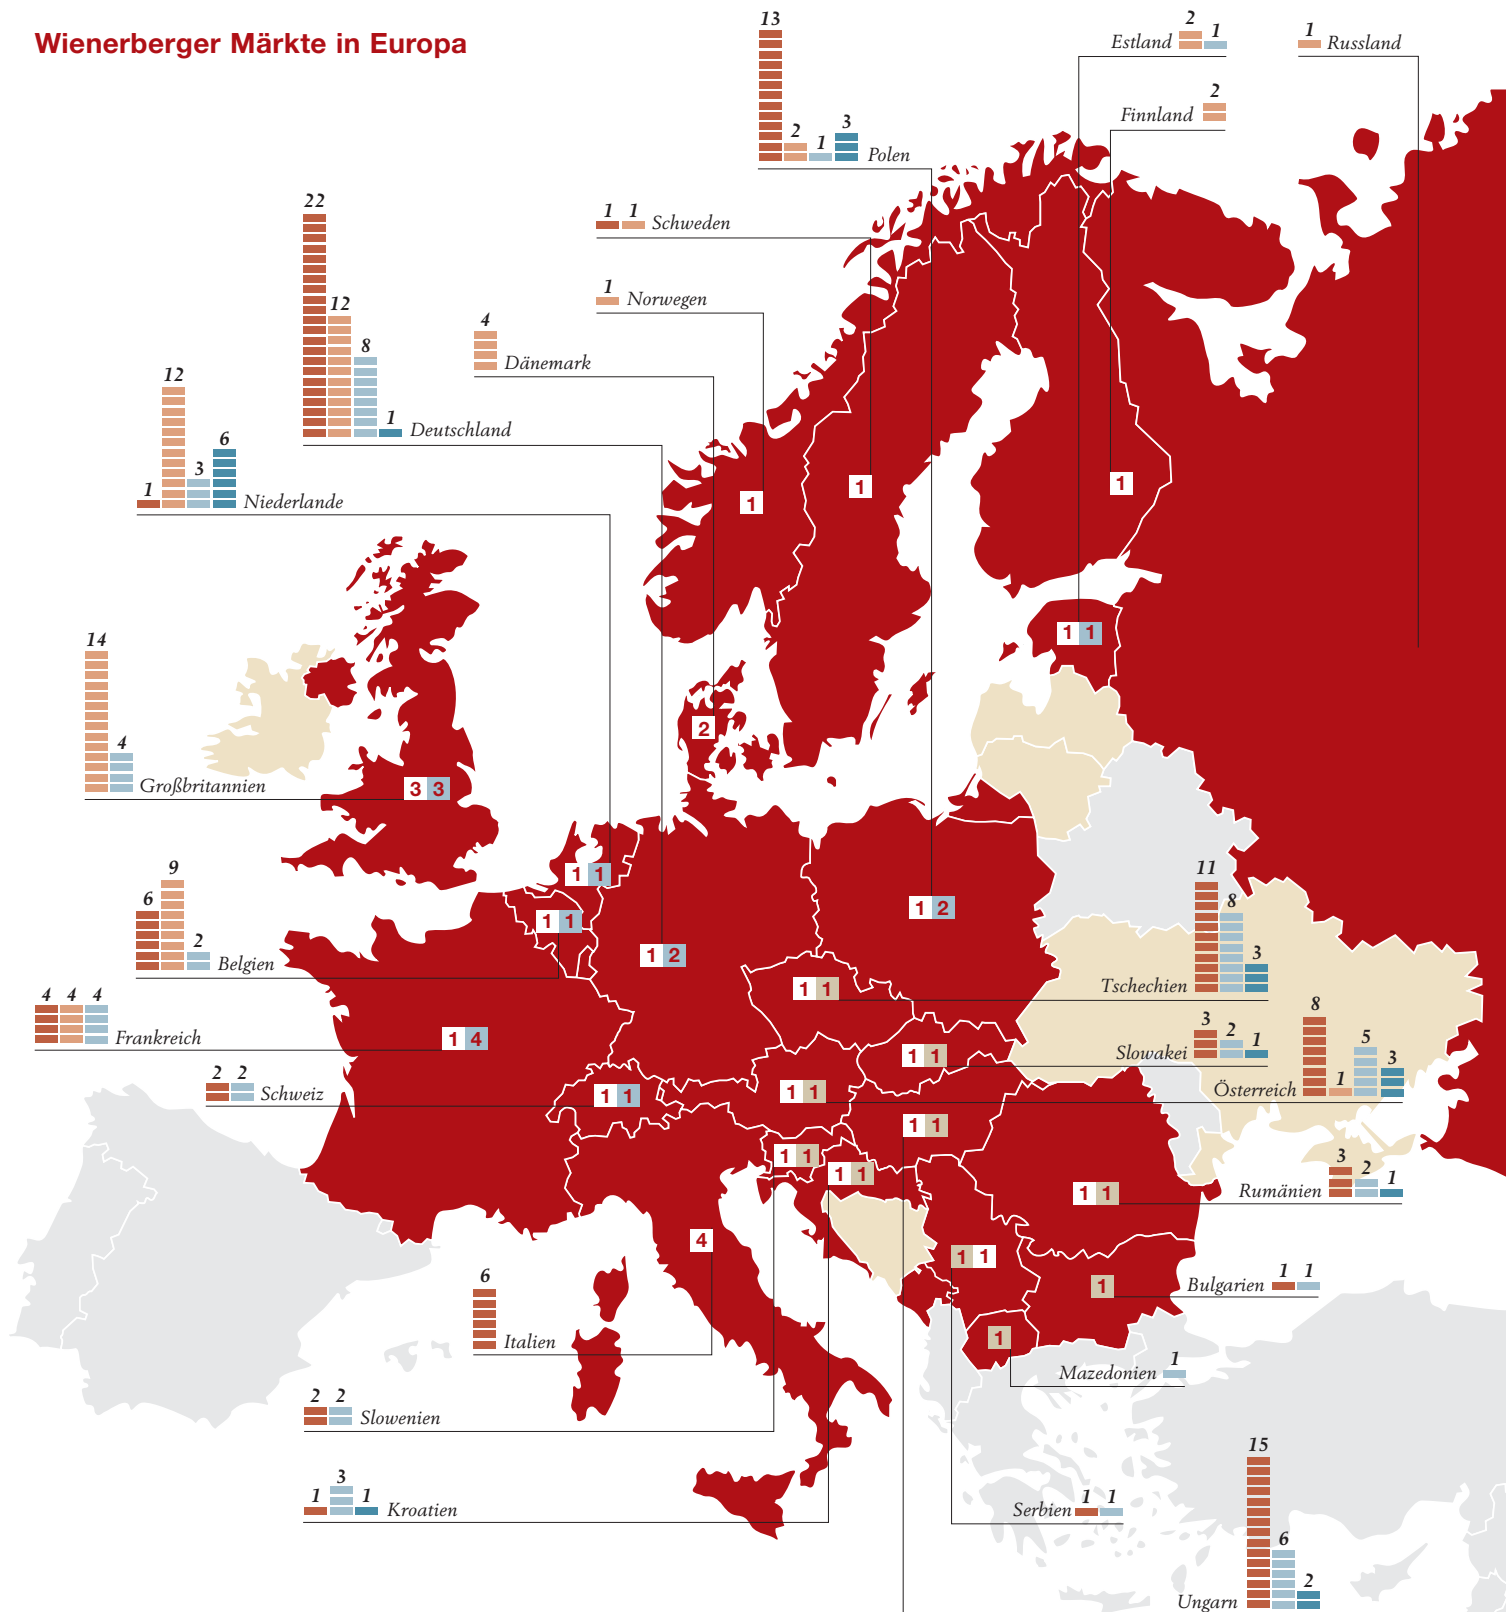 Wienerberger Märkte in Europa
13
2
1
3
Polen
2
1
Estland
1
Russland
2
Finnland
22
12
8
1
Deutschland
1 1
Schweden
1
Norwegen
4
Dänemark
1
12
3
6
Niederlande
14
4
Großbritannien
6
9
2
Belgien
4 4 4
Frankreich
2 2
Schweiz
11
8
3
Tschechien
3
2
1
Slowakei
8
1
5
3
Österreich
3
2
1
Rumänien
Bulgarien
1 1
Mazedonien
1
6
Italien
2 2
Slowenien
1
3
1
Kroatien
Serbien
1 1
15
6
2
Ungarn
1
1
1
1 1
2
3 3
1 1
1 1
1 2
1 2
1 1
1 4
1 1
1 1
1 1
1 1
1 1
1 1
1 1
4
1 1
1
1